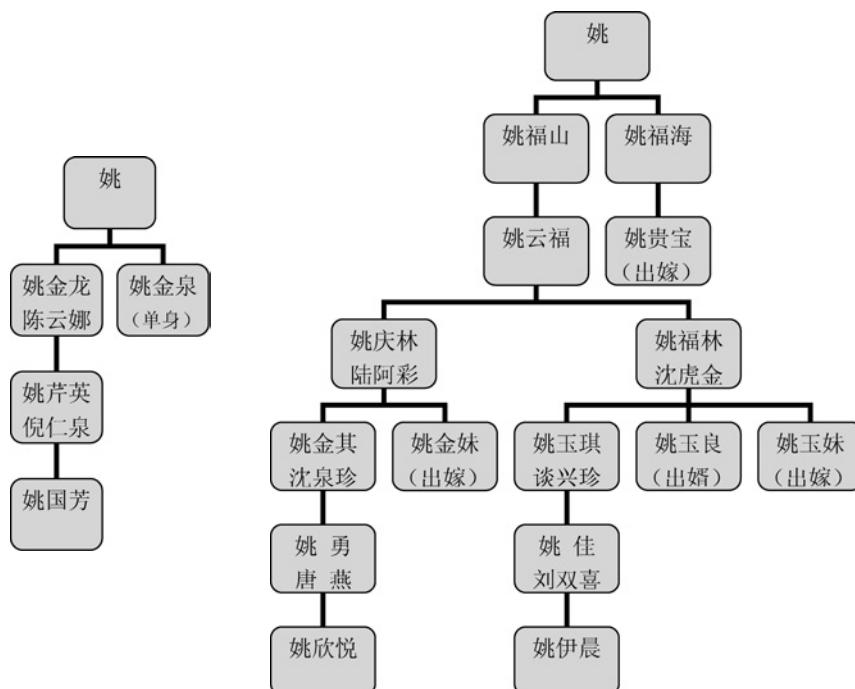 姚
姚金龙
陈云娜
姚金泉
（单身）
姚芹英
倪仁泉
姚国芳
姚
姚福山
姚福海
姚云福
姚贵宝
（出嫁）
姚庆林
陆阿彩
姚福林
沈虎金
姚金其
沈泉珍
姚金妹
（出嫁）
姚玉琪
谈兴珍
姚玉良
（出婿）
姚玉妹
（出嫁）
姚 勇
唐 燕
姚 佳
刘双喜
姚欣悦
姚伊晨